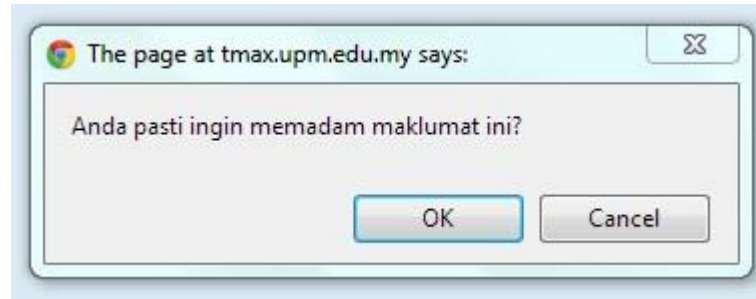 The page at tmax.upm.edu.my says:
Anda pasti ingin memadam maklumat ini?
OK Cancel